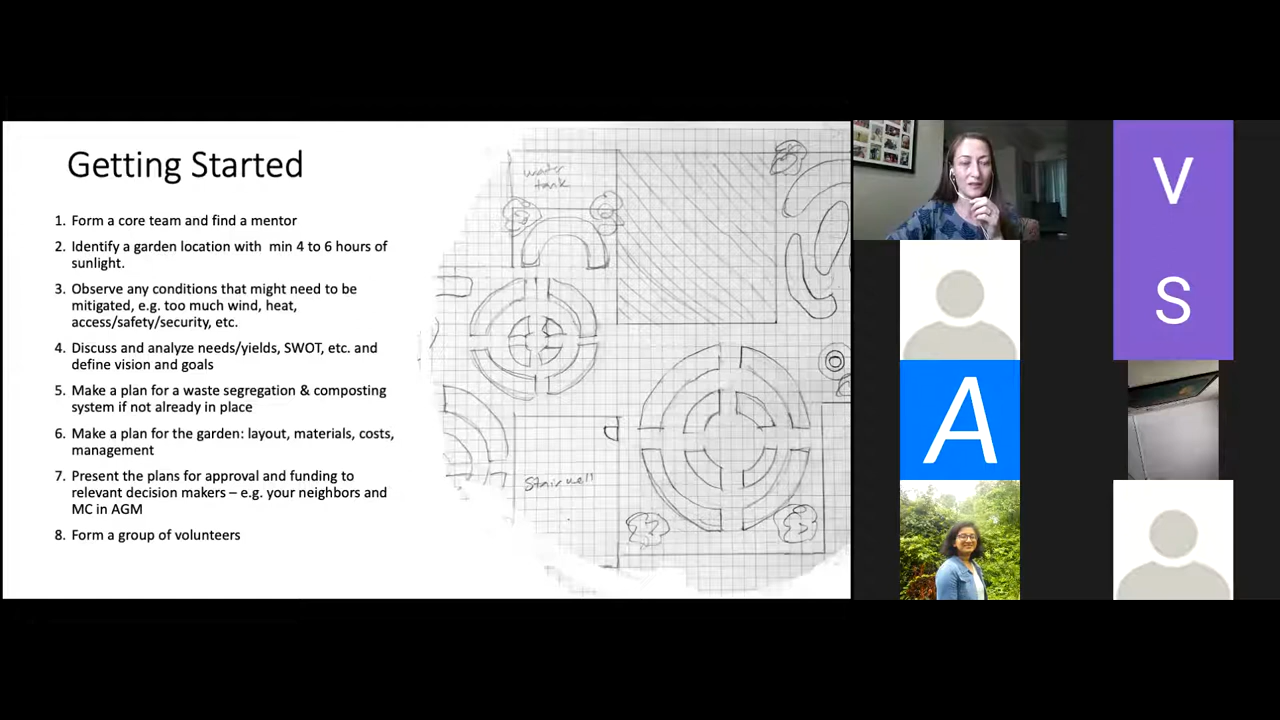 Getting Started
1. Form a core team and find a mentor
2. Identify a garden location with min 4 to 6 hours of
sunlight.
3. Observe any conditions that might need to be
mitigated, e.g. too much wind, heat,
access/safety/security, etc.
4. Discuss and analyze needs/yields, SWOT, etc. and
define vision and goals
5. Make a plan for a waste segregation & composting
system if not already in place
6. Make a plan for the garden: layout, materials, costs,
management
7. Present the plans for approval and funding to
relevant decision makers – e.g. your neighbors and
MC in AGM
8. Form a group of volunteers
water
tank
Stairwell
V
S
A